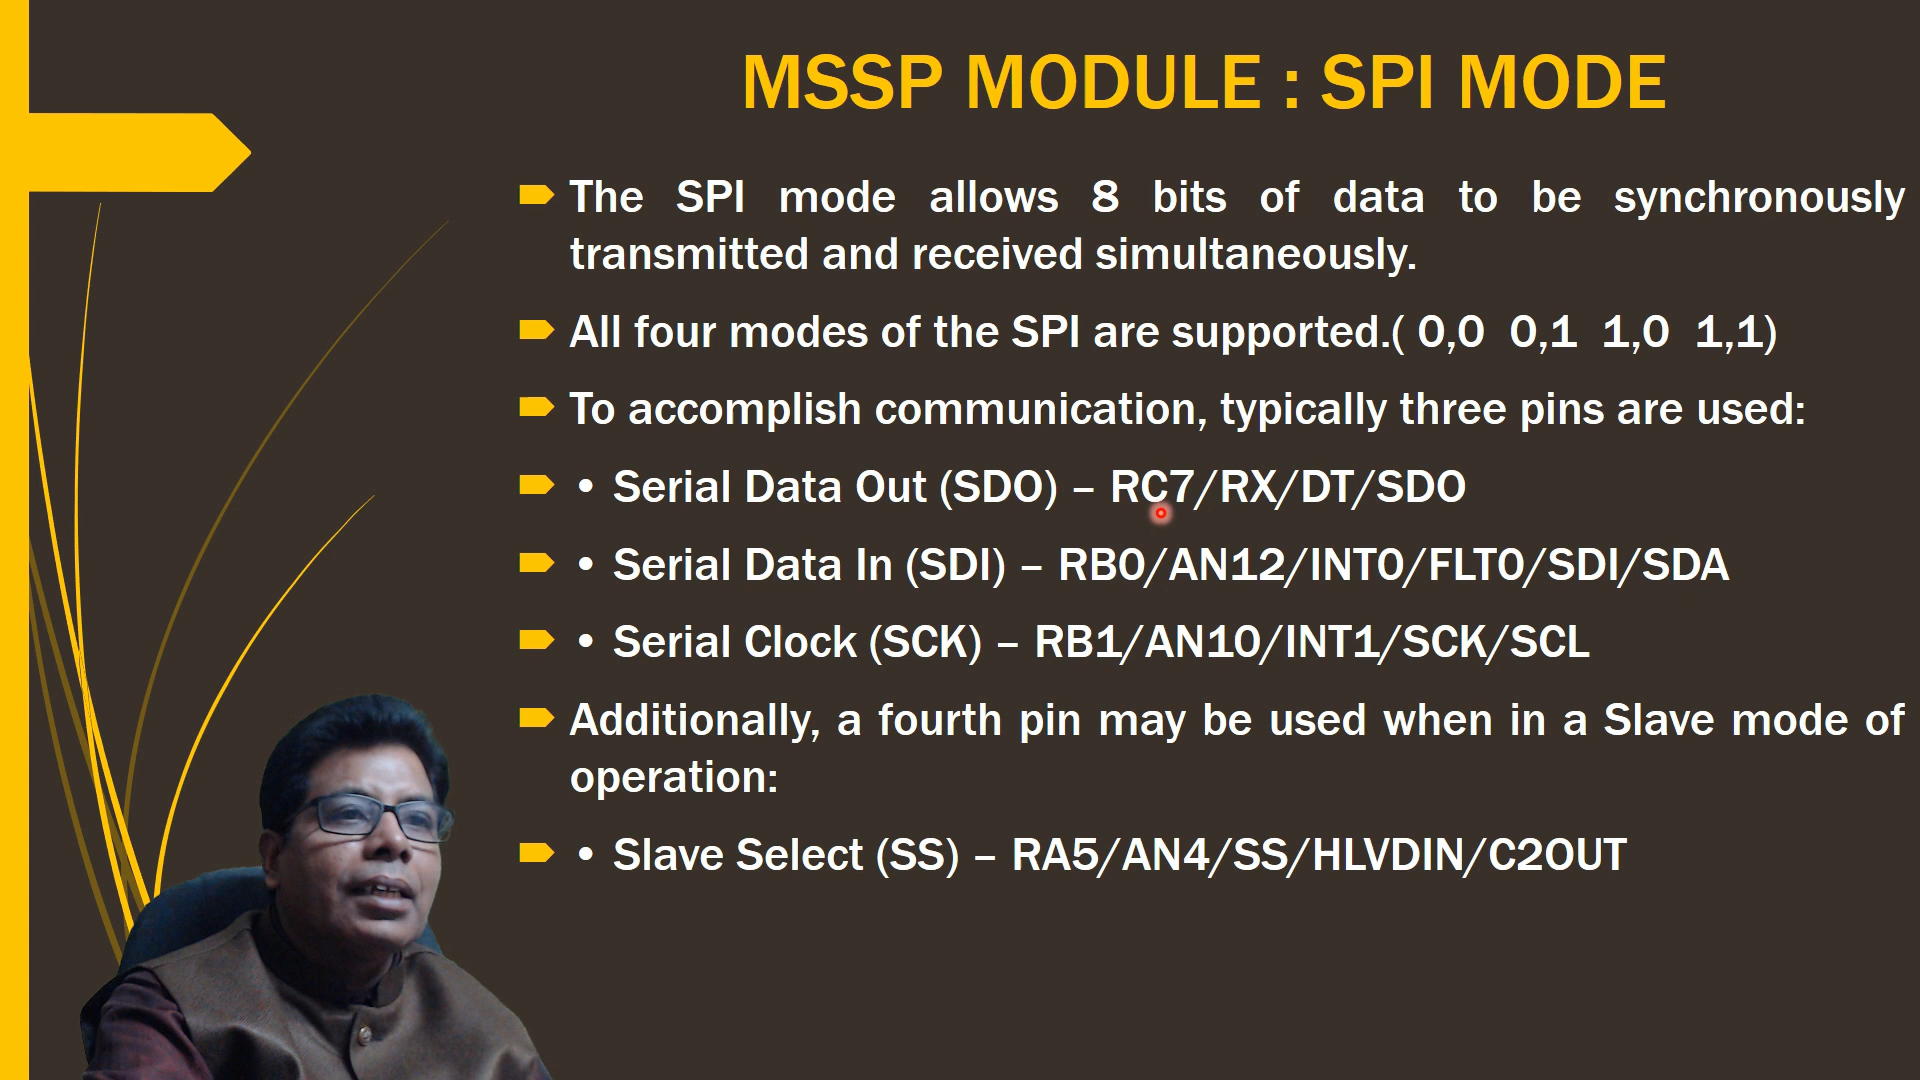 MSSP MODULE : SPI MODE
The SPI mode allows 8 bits of data to be synchronously
transmitted and received simultaneously.
All four modes of the SPI are supported.( 0,0 0,1 1,0 1,1)
To accomplish communication, typically three pins are used:
• Serial Data Out (SDO) – RC7/RX/DT/SDO
• Serial Data In (SDI) – RB0/AN12/INT0/FLT0/SDI/SDA
• Serial Clock (SCK) – RB1/AN10/INT1/SCK/SCL
Additionally, a fourth pin may be used when in a Slave mode of
operation:
• Slave Select (SS) – RA5/AN4/SS/HLVDIN/C2OUT